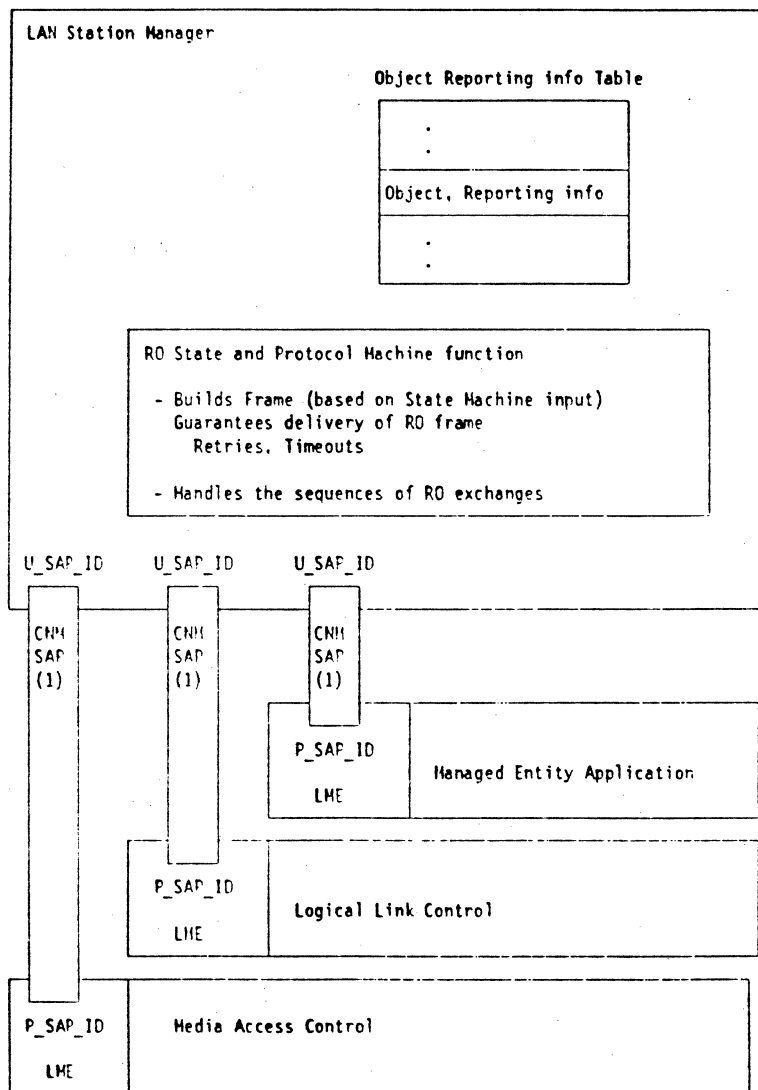 LAN Station Manager
Object Reporting info Table
.
.
Object, Reporting info
.
.
RO State and Protocol Machine function
- Builds Frame (based on State Machine input)
Guarantees delivery of RO frame
Retries, Timeouts
- Handles the sequences of RO exchanges
U_SAP_ID U_SAP_ID U_SAP_ID
CNM CNM CNM
SAP SAP SAP
(1) (1) (1)
P_SAP_ID
Managed Entity Application
LME
P_SAP_ID
Logical Link Control
LME
P_SAP_ID Media Access Control
LME